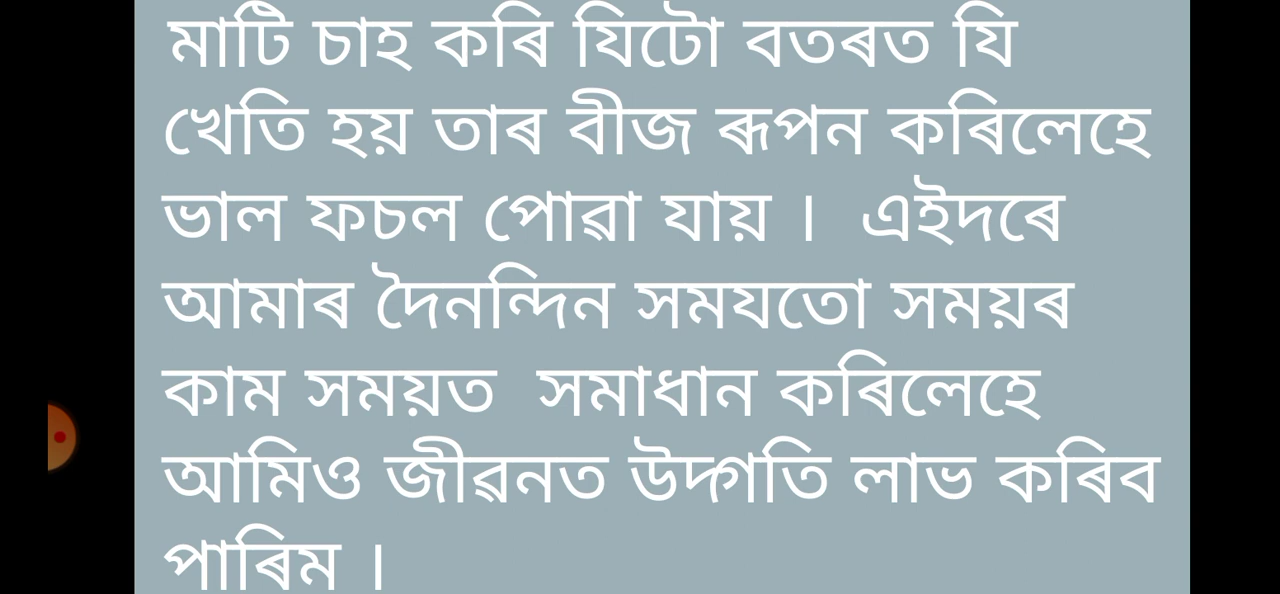 মাটি চাহ কৰি যিটো বতৰত যি
খেতি হয় তাৰ বীজ ৰূপন কৰিলেহে
ভাল ফচল পোৱা যায় । এইদৰে
আমাৰ দৈনন্দিন সময়তো সময়ৰ
কাম সময়ত সমাধান কৰিলেহে
আমিও জীৱনত উদ্গতি লাভ কৰিব
পাৰিম ।